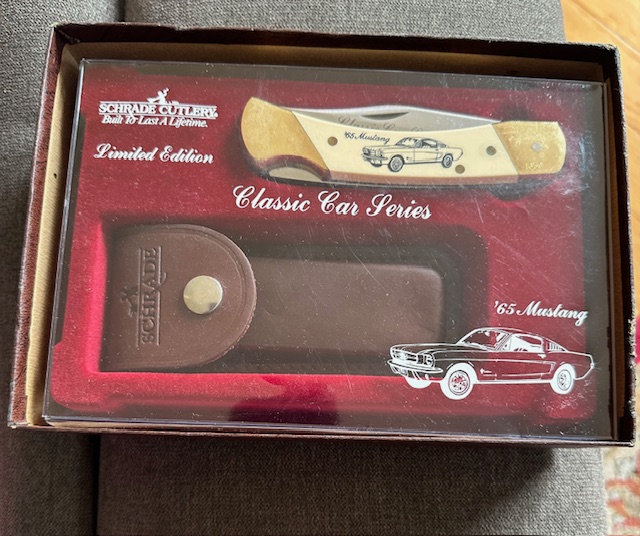 SCHRADE CUTLERY®
Built To Last A Lifetime.
Limited Edition
'65 Mustang
Classic Car Series
SCHRADE
'65 Mustang